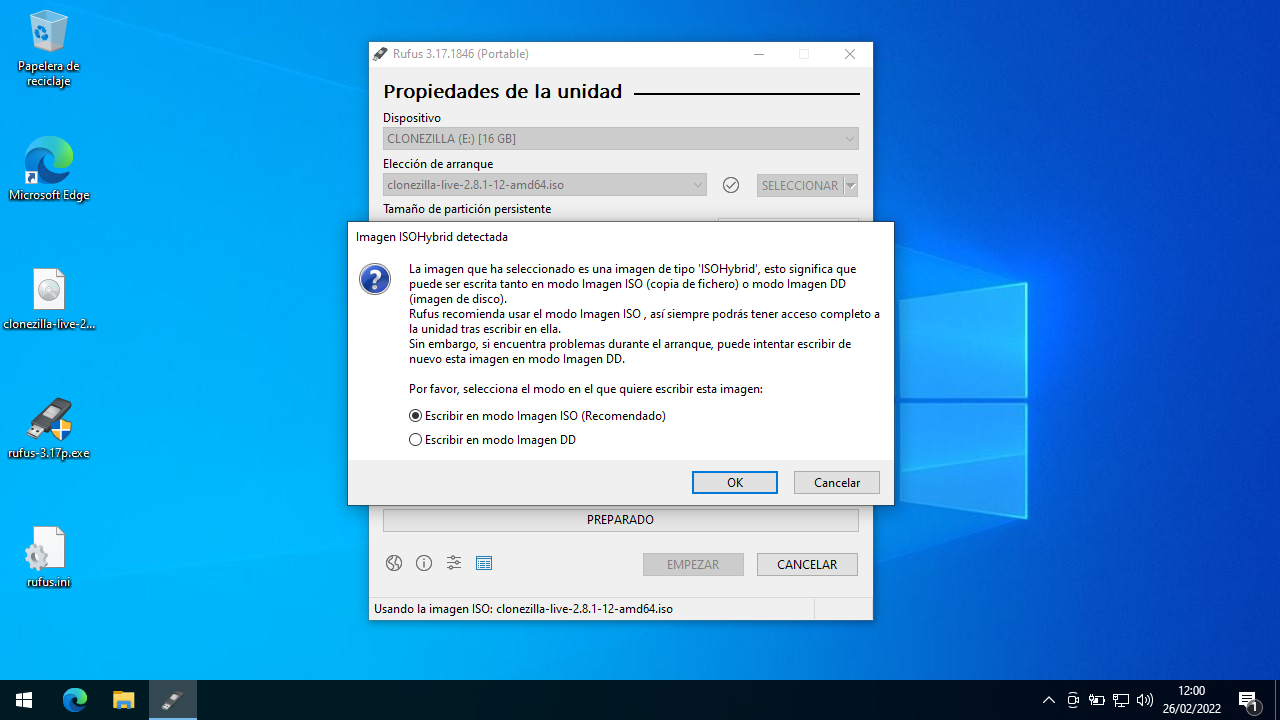 Papelera de
reciclaje
Microsoft Edge
clonezilla-live-2...
rufus-3.17p.exe
rufus.ini
Rufus 3.17.1846 (Portable)
Propiedades de la unidad
Dispositivo
CLONEZILLA (E:) [16 GB]
Elección de arranque
clonezilla-live-2.8.1-12-amd64.iso
SELECCIONAR
Tamaño de partición persistente
Imagen ISOHybrid detectada
La imagen que ha seleccionado es una imagen de tipo 'ISOHybrid', esto significa que
puede ser escrita tanto en modo Imagen ISO (copia de fichero) o modo Imagen DD
(imagen de disco).
Rufus recomienda usar el modo Imagen ISO , así siempre podrás tener acceso completo a
la unidad tras escribir en ella.
Sin embargo, si encuentra problemas durante el arranque, puede intentar escribir de
nuevo esta imagen en modo Imagen DD.
Por favor, selecciona el modo en el que quiere escribir esta imagen:
Escribir en modo Imagen ISO (Recomendado)
Escribir en modo Imagen DD
OK
Cancelar
PREPARADO
EMPEZAR
CANCELAR
Usando la imagen ISO: clonezilla-live-2.8.1-12-amd64.iso
12:00
26/02/2022
1